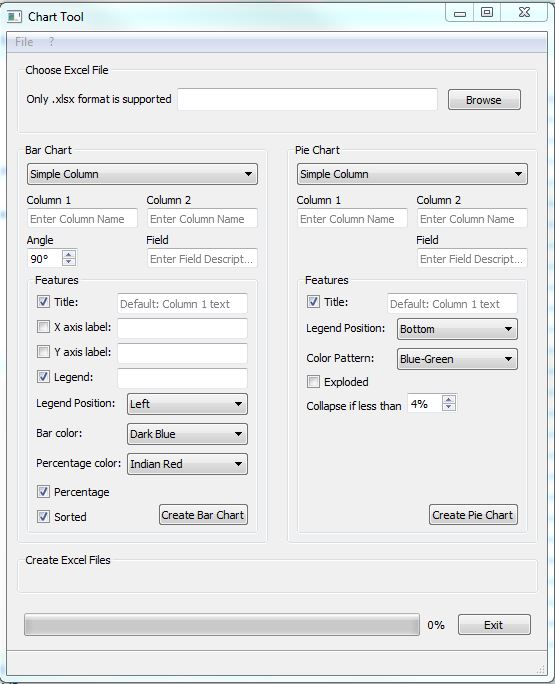 Chart Tool
File ?
Choose Excel File
Only .xlsx format is supported Browse
Bar Chart
Simple Column
Column 1 Column 2
Enter Column Name Enter Column Name
Angle Field
90° Enter Field Descript...
Features
Title: Default: Column 1 text
X axis label:
Y axis label:
Legend:
Legend Position: Left
Bar color: Dark Blue
Percentage color: Indian Red
Percentage
Sorted Create Bar Chart
Pie Chart
Simple Column
Column 1 Column 2
Enter Column Name Enter Column Name
Field
Enter Field Descript...
Features
Title: Default: Column 1 text
Legend Position: Bottom
Color Pattern: Blue-Green
Exploded
Collapse if less than 4%
Create Pie Chart
Create Excel Files
0% Exit